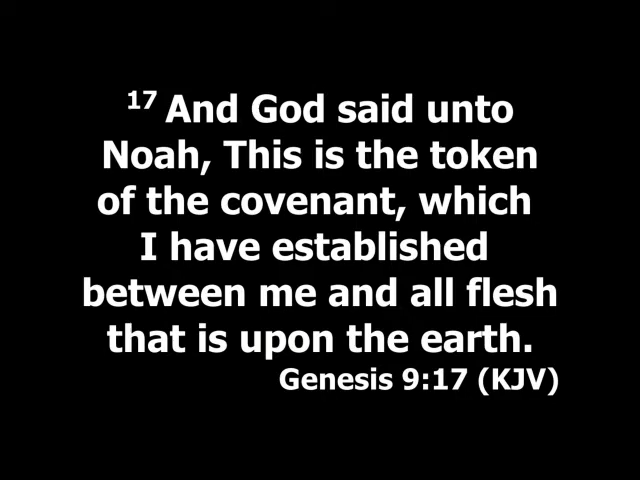 17 And God said unto
Noah, This is the token
of the covenant, which
I have established
between me and all flesh
that is upon the earth.
Genesis 9:17 (KJV)